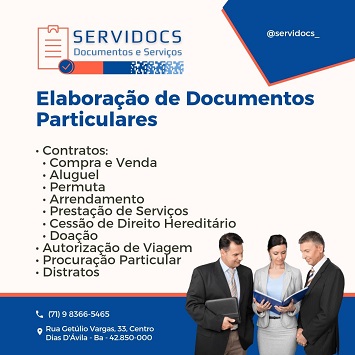 SERVIDOCS
Documentos e Serviços
@servidocs_
Elaboração de Documentos
Particulares
• Contratos:
• Compra e Venda
• Aluguel
• Permuta
• Arrendamento
• Prestação de Serviços
• Cessão de Direito Hereditário
• Doação
• Autorização de Viagem
• Procuração Particular
• Distratos
(71) 9 8366-5465
Rua Getúlio Vargas, 33, Centro
Dias D'Ávila - Ba - 42.850-000